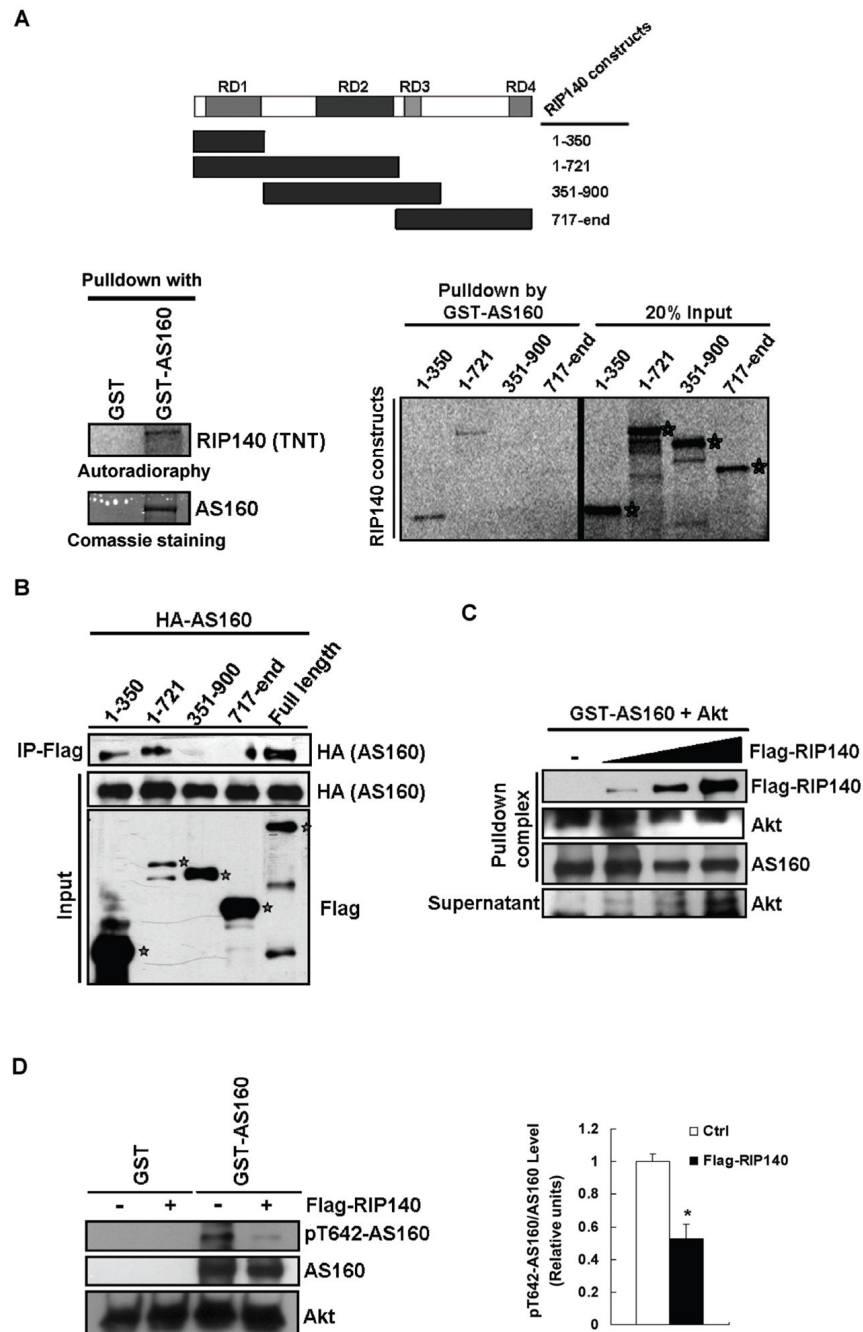 A
RD1 RD2 RD3 RD4
RIP140 constructs
1-350
1-721
351-900
717-end
Pulldown with
GST
GST-AS160
RIP140 (TNT)
Autoradioraphy
AS160
Comassie staining
Pulldown by
GST-AS160
20% Input
1-350 1-721 351-900 717-end 1-350 1-721 351-900 717-end
RIP140 constructs
B
HA-AS160
1-350 1-721 351-900 717-end Full length
IP-Flag
HA (AS160)
HA (AS160)
Input
Flag
C
GST-AS160 + Akt
- Flag-RIP140
Pulldown
complex
Flag-RIP140
Akt
AS160
Supernatant
Akt
D
GST
GST-AS160
- + - + Flag-RIP140
pT642-AS160
AS160
Akt
pT642-AS160/AS160 Level
(Relative units)
1.2
1
0.8
0.6
0.4
0.2
0
Ctrl
Flag-RIP140
*